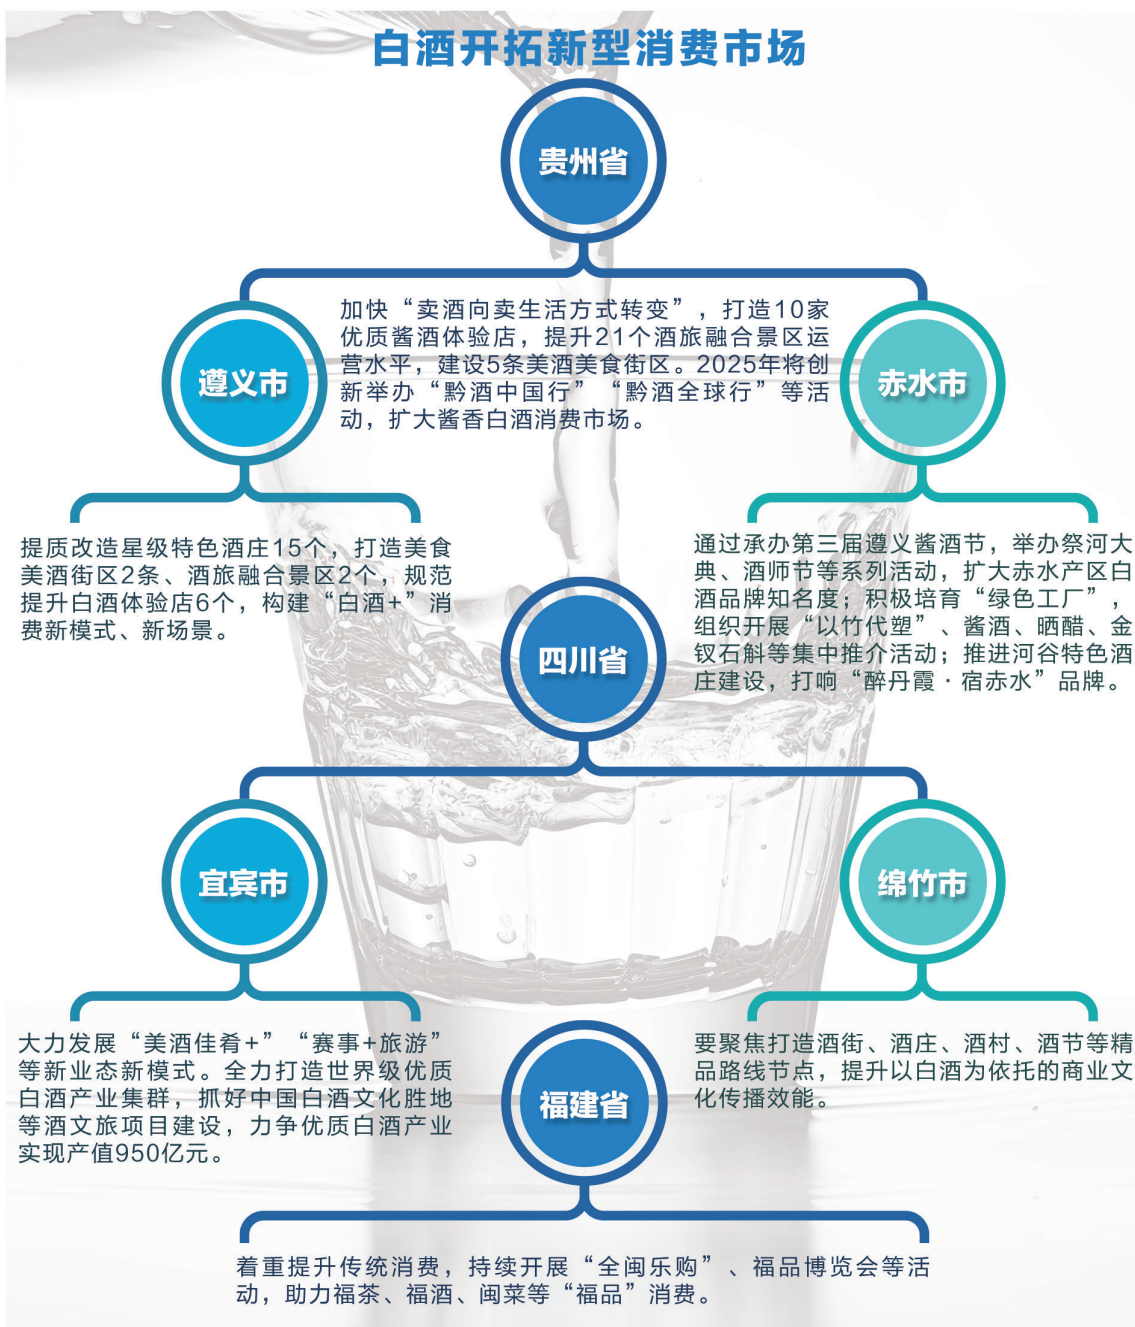 白酒开拓新型消费市场
贵州省
加快“卖酒向卖生活方式转变”，打造10家
优质酱酒体验店，提升21个酒旅融合景区运
营水平，建设5条美酒美食街区。2025年将创
新举办“黔酒中国行”“黔酒全球行”等活
动，扩大酱香白酒消费市场。
遵义市
提质改造星级特色酒庄15个，打造美食
美酒街区2条、酒旅融合景区2个，规范
提升白酒体验店6个，构建“白酒+”消
费新模式、新场景。
赤水市
通过承办第三届遵义酱酒节，举办祭河大
典、酒师节等系列活动，扩大赤水产区白
酒品牌知名度；积极培育“绿色工厂”，
组织开展“以竹代塑”、酱酒、晒醋、金
钗石斛等集中推介活动；推进河谷特色酒
庄建设，打响“醉丹霞·宿赤水”品牌。
四川省
宜宾市
大力发展“美酒佳肴+”“赛事+旅游”
等新业态新模式。全力打造世界级优质
白酒产业集群，抓好中国白酒文化胜地
等酒文旅项目建设，力争优质白酒产业
实现产值950亿元。
绵竹市
要聚焦打造酒街、酒庄、酒村、酒节等精
品路线节点，提升以白酒为依托的商业文
化传播效能。
福建省
着重提升传统消费，持续开展“全闽乐购”、福品博览会等活
动，助力福茶、福酒、闽菜等“福品”消费。